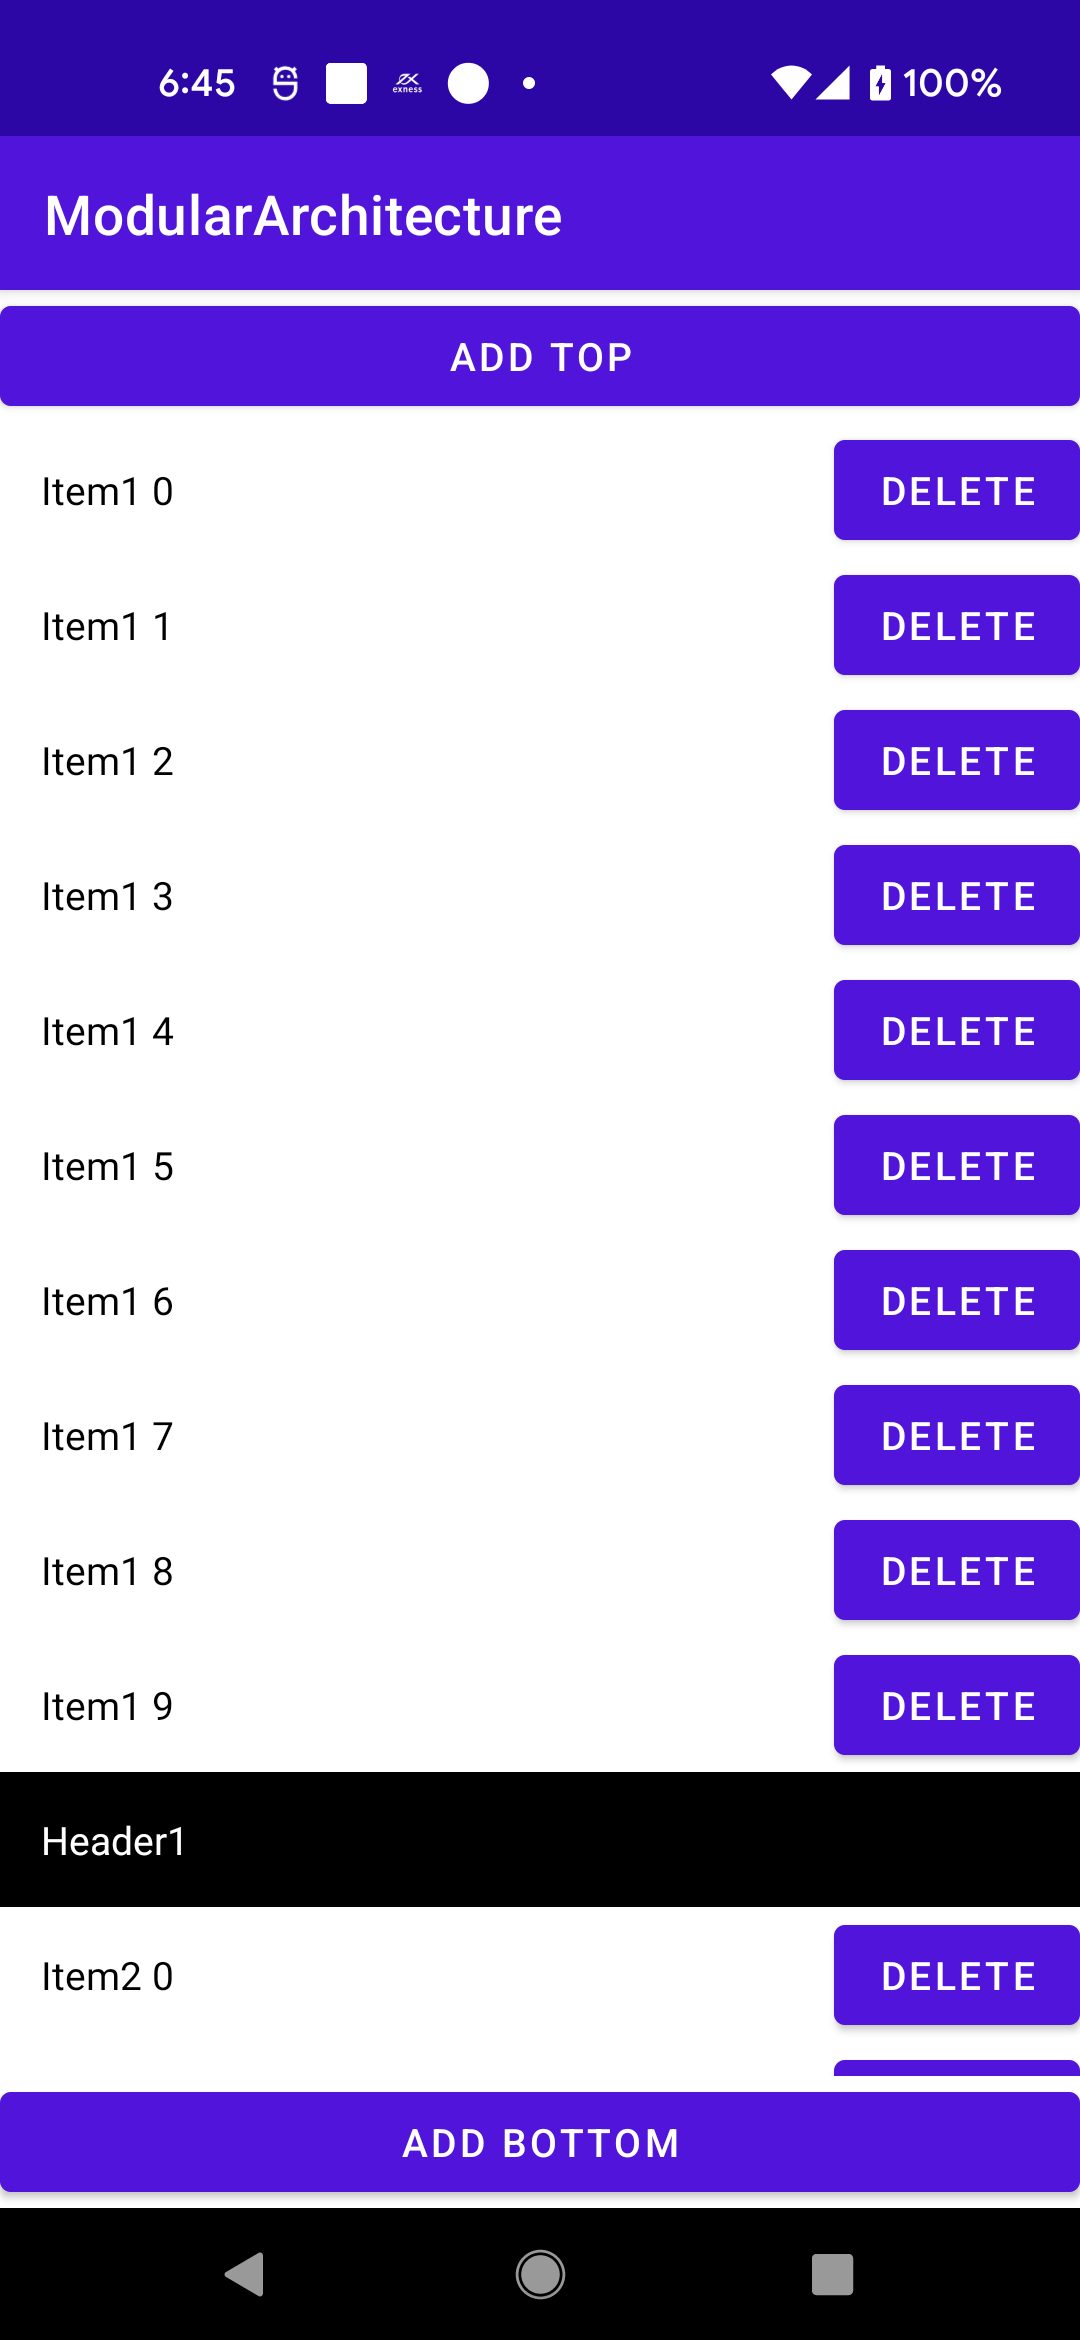 6:45 exness 100%
ModularArchitecture
ADD TOP
Item1 0 DELETE
Item1 1 DELETE
Item1 2 DELETE
Item1 3 DELETE
Item1 4 DELETE
Item1 5 DELETE
Item1 6 DELETE
Item1 7 DELETE
Item1 8 DELETE
Item1 9 DELETE
Header1
Item2 0 DELETE
ADD BOTTOM